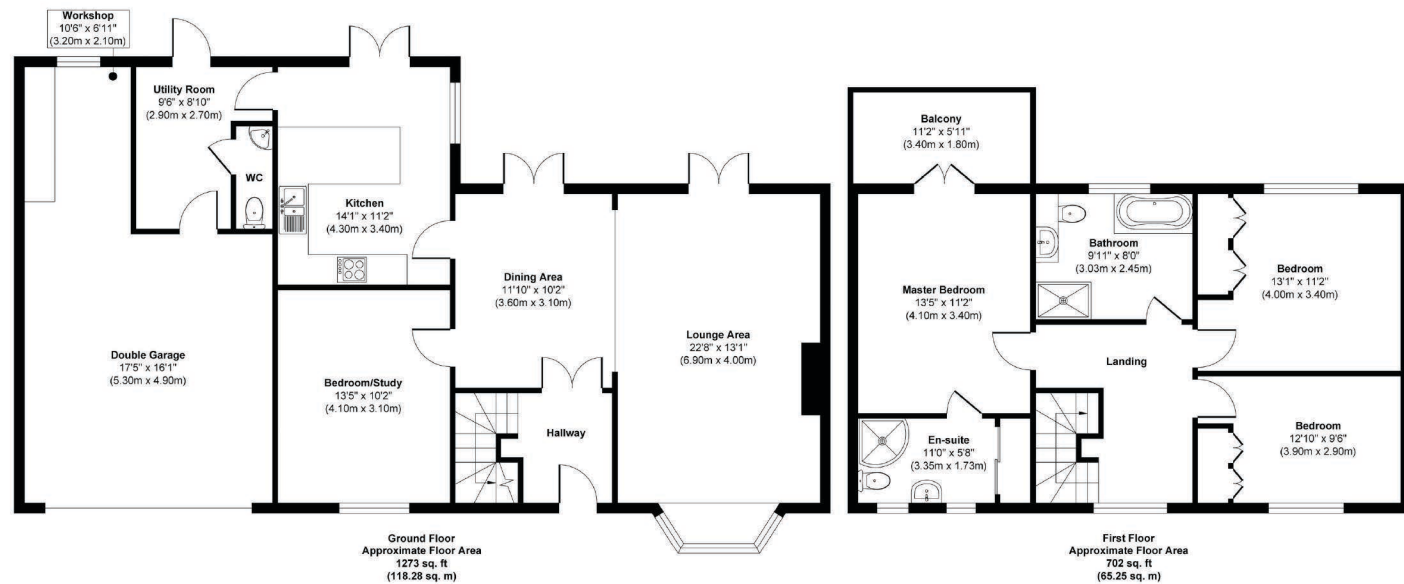 Workshop
10'6" x 6'11"
(3.20m x 2.10m)
Utility Room
9'6" x 8'10"
(2.90m x 2.70m)
WC
Kitchen
14'1" x 11'2"
(4.30m x 3.40m)
Dining Area
11'10" x 10'2"
(3.60m x 3.10m)
Lounge Area
22'8" x 13'1"
(6.90m x 4.00m)
Double Garage
17'5" x 16'1"
(5.30m x 4.90m)
Bedroom/Study
13'5" x 10'2"
(4.10m x 3.10m)
Hallway
Ground Floor
Approximate Floor Area
1273 sq. ft
(118.28 sq. m)
Balcony
11'2" x 5'11"
(3.40m x 1.80m)
Master Bedroom
13'5" x 11'2"
(4.10m x 3.40m)
Bathroom
9'11" x 8'0"
(3.03m x 2.45m)
Bedroom
13'1" x 11'2"
(4.00m x 3.40m)
Landing
En-suite
11'0" x 5'8"
(3.35m x 1.73m)
Bedroom
12'10" x 9'6"
(3.90m x 2.90m)
First Floor
Approximate Floor Area
702 sq. ft
(65.25 sq. m)